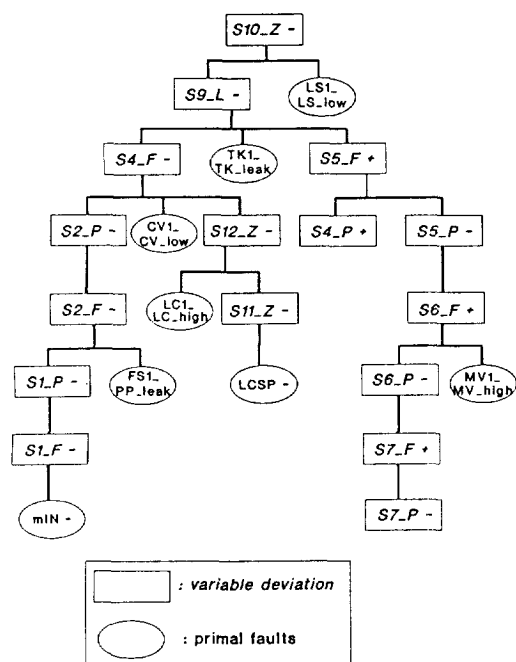 S10_Z -
S9_L -
LS1_
LS_low
S4_F -
TK1_
TK_leak
S5_F +
S2_P -
CV1_
CV_low
S12_Z -
S4_P +
S5_P -
S2_F -
LC1_
LC_high
S11_Z -
S6_F +
S1_P -
FS1_
PP_leak
LCSP -
S6_P -
MV1_
MV_high
S1_F -
S7_F +
mIN -
S7_P -
: variable deviation
: primal faults